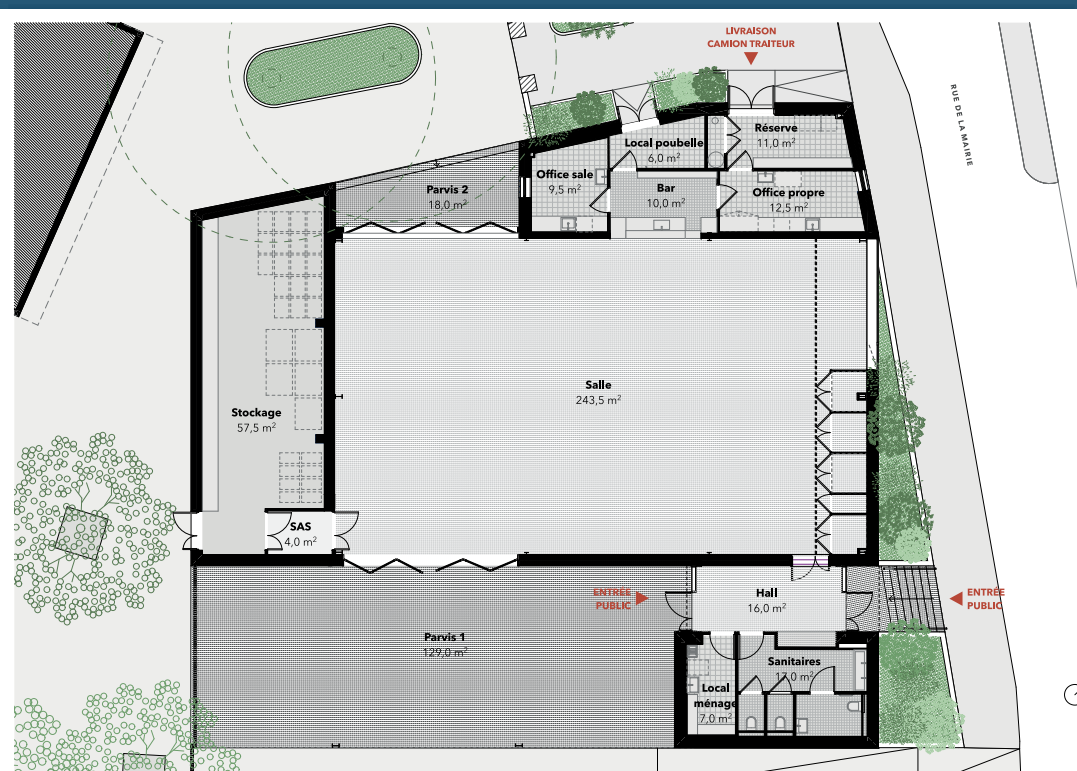 LIVRAISON
CAMION TRAITEUR
RUE DE LA MAIRIE
Réserve
11,0 m²
Local poubelle
6,0 m²
Office sale
9,5 m²
Bar
10,0 m²
Office propre
12,5 m²
Parvis 2
18,0 m²
Salle
243,5 m²
Stockage
57,5 m²
SAS
4,0 m²
ENTRÉE
PUBLIC
Hall
16,0 m²
ENTRÉE
PUBLIC
Parvis 1
129,0 m²
Sanitaires
17,0 m²
Local
ménage
7,0 m²